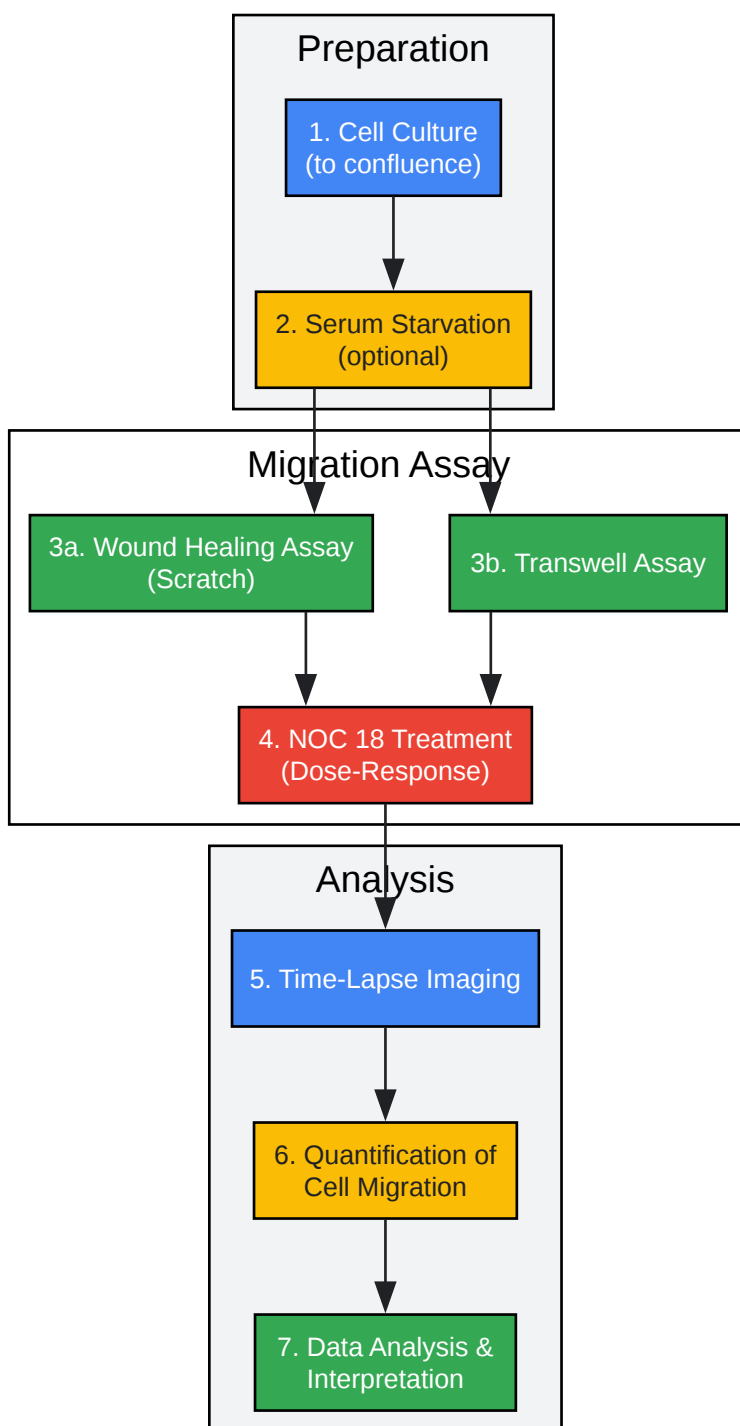 Preparation
1. Cell Culture
(to confluence)
2. Serum Starvation
(optional)
Migration Assay
3a. Wound Healing Assay
(Scratch)
3b. Transwell Assay
4. NOC 18 Treatment
(Dose-Response)
Analysis
5. Time-Lapse Imaging
6. Quantification of
Cell Migration
7. Data Analysis &
Interpretation